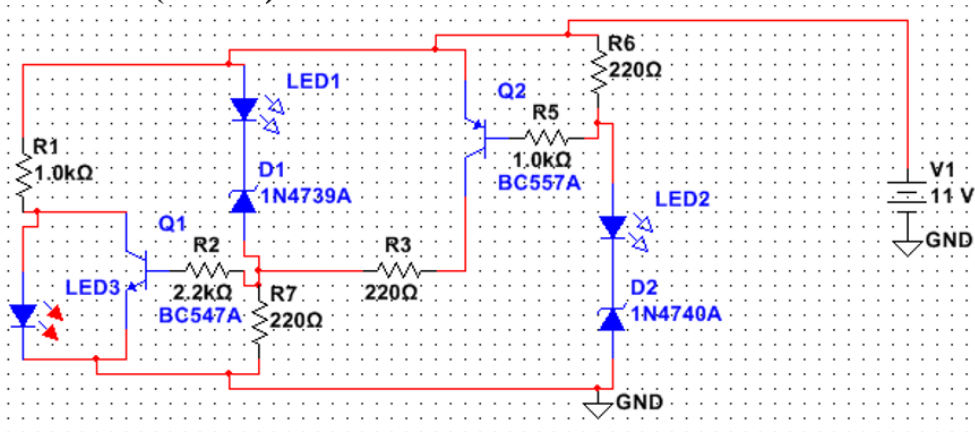 R6
220Ω
LED1
Q2
R5
R1
1.0kΩ
1.0kΩ
BC557A
D1
1N4739A
V1
11 V
LED2
Q1
R2
R3
GND
LED3
2.2kΩ
R7
220Ω
D2
BC547A
220Ω
1N4740A
GND